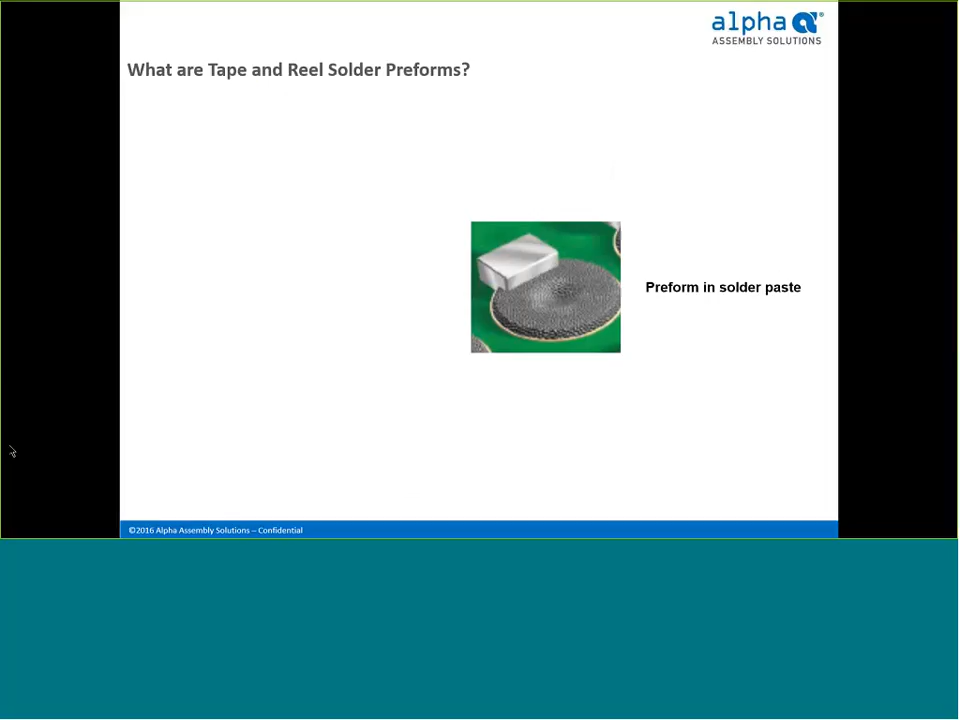 alpha
ASSEMBLY SOLUTIONS
What are Tape and Reel Solder Preforms?
Preform in solder paste
©2016 Alpha Assembly Solutions – Confidential